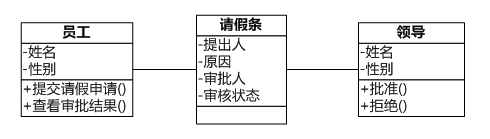 员工
-姓名
-性别
+提交请假申请()
+查看审批结果()
请假条
-提出人
-原因
-审批人
-审核状态
领导
-姓名
-性别
+批准()
+拒绝()